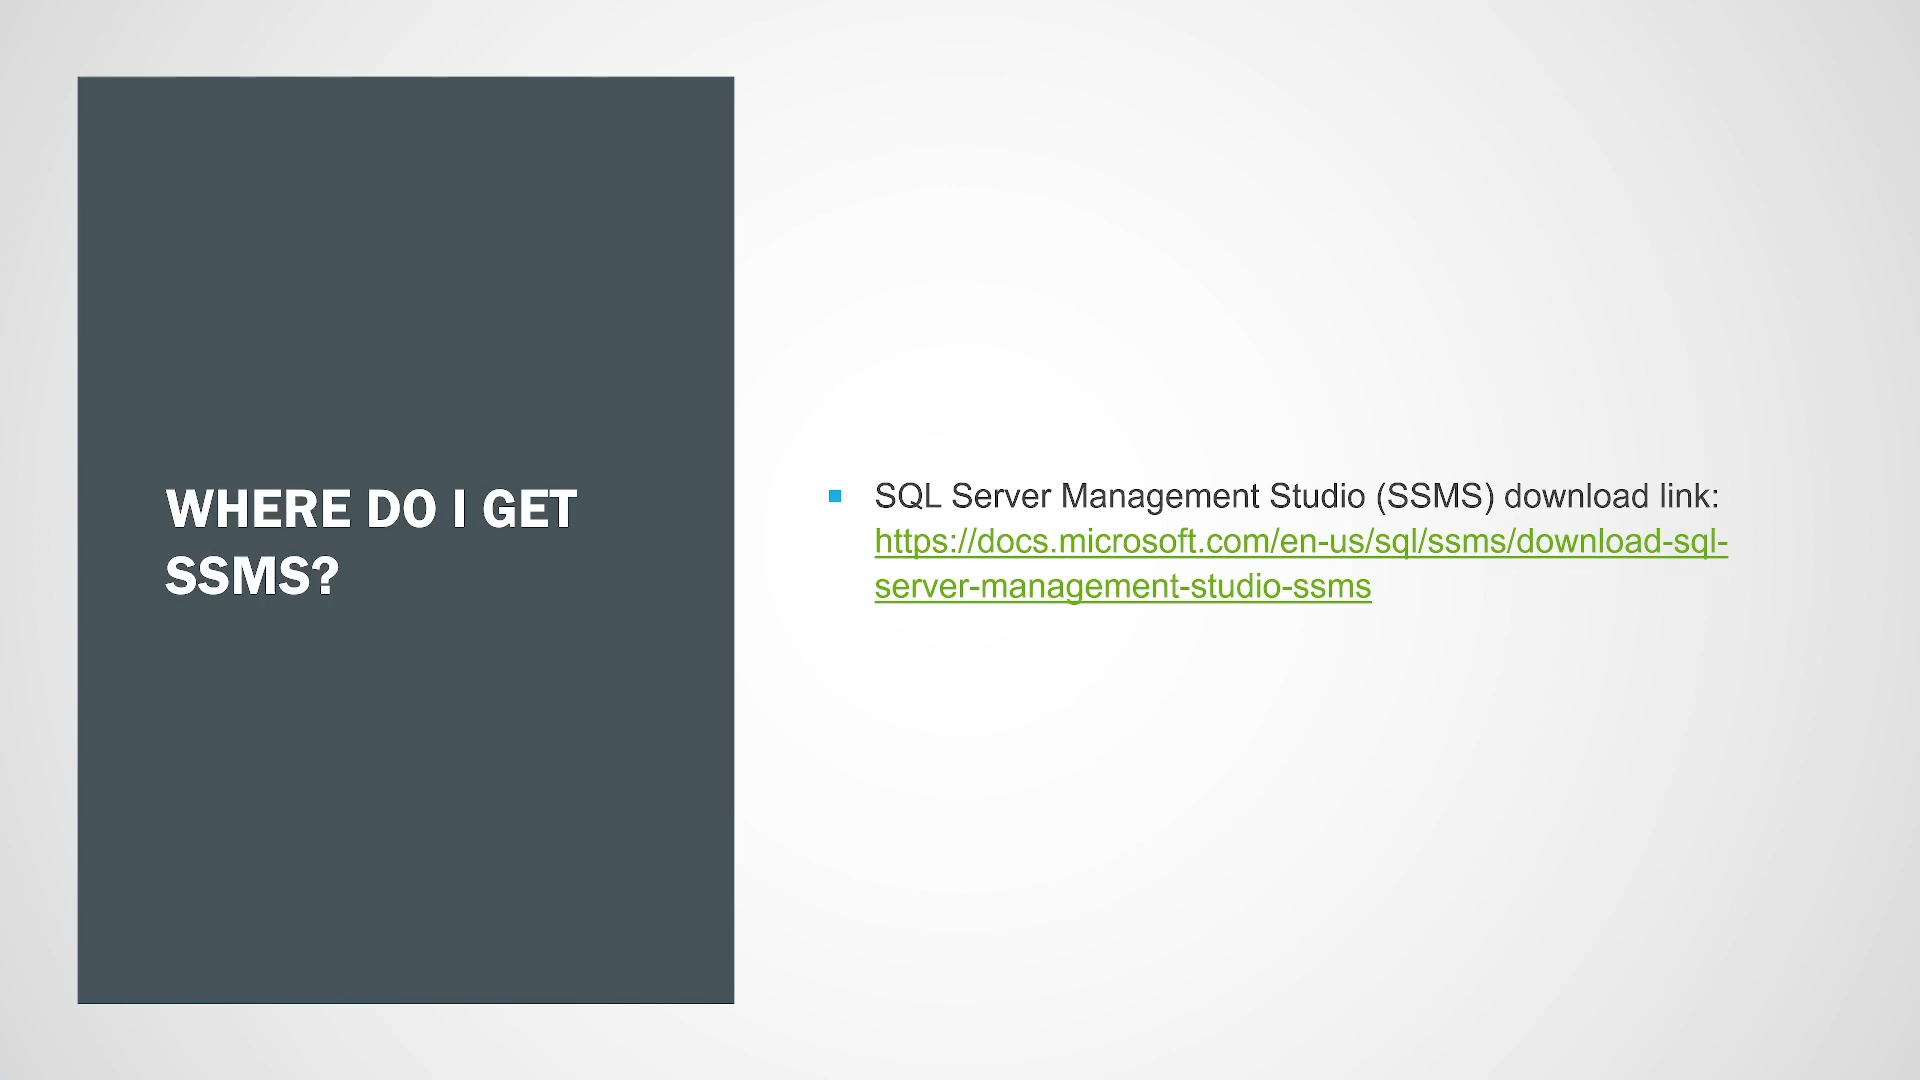 WHERE DO I GET
SSMS?
SQL Server Management Studio (SSMS) download link:
https://docs.microsoft.com/en-us/sql/ssms/download-sql-
server-management-studio-ssms